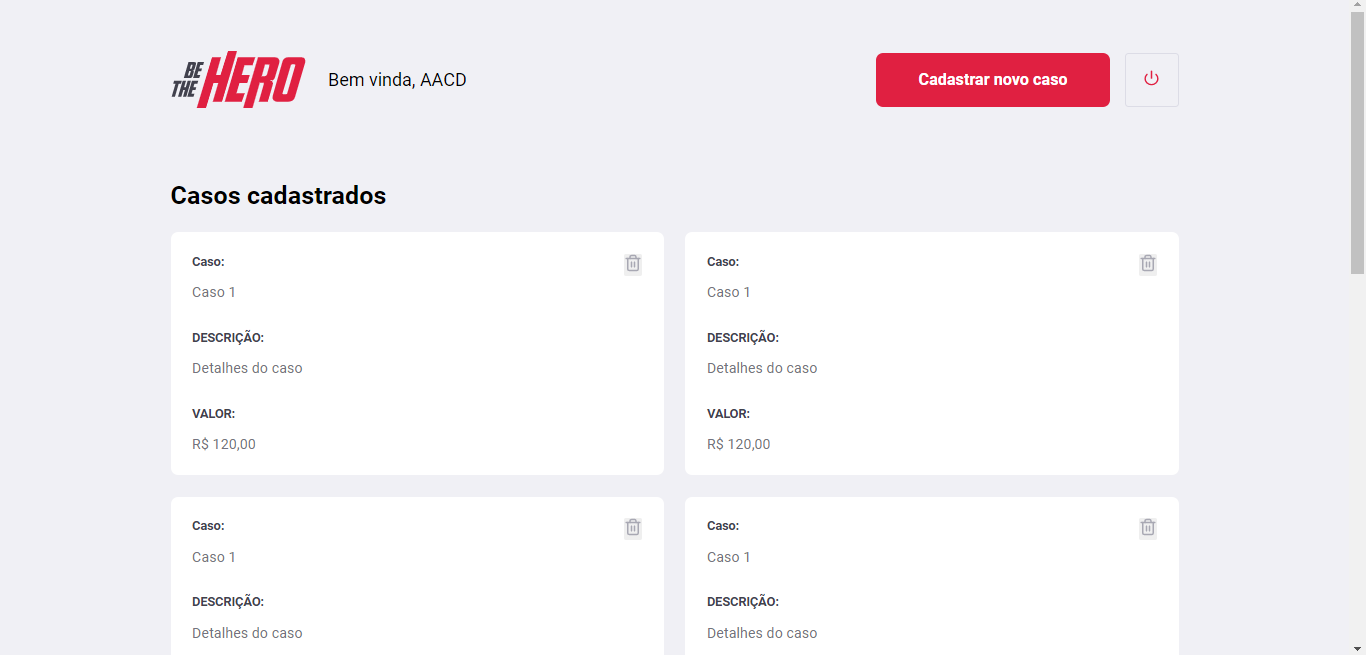 BE THE HERO
Bem vinda, AACD
Cadastrar novo caso
Casos cadastrados
Caso:
Caso 1
DESCRIÇÃO:
Detalhes do caso
VALOR:
R$ 120,00
Caso:
Caso 1
DESCRIÇÃO:
Detalhes do caso
VALOR:
R$ 120,00
Caso:
Caso 1
DESCRIÇÃO:
Detalhes do caso
Caso:
Caso 1
DESCRIÇÃO:
Detalhes do caso